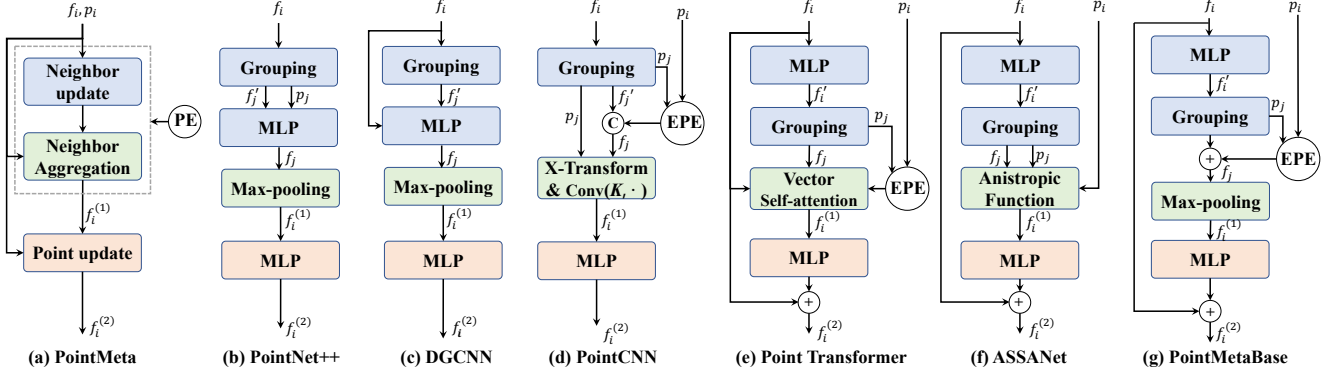 f_i, p_i
Neighbor
update
Neighbor
Aggregation
PE
f_i^(1)
Point update
f_i^(2)
(a) PointMeta
f_i
Grouping
f_j′
p_j
MLP
f_j
Max-pooling
f_i^(1)
MLP
f_i^(2)
(b) PointNet++
f_i
Grouping
f_j′
MLP
f_j
Max-pooling
f_i^(1)
MLP
f_i^(2)
(c) DGCNN
f_i
p_i
Grouping
p_j
f_j′
p_j
C
EPE
f_j
X-Transform
& Conv(K, · )
f_i^(1)
MLP
f_i^(2)
(d) PointCNN
f_i
p_i
MLP
f_i′
Grouping
p_j
f_j
Vector
Self-attention
EPE
f_i^(1)
MLP
+
f_i^(2)
(e) Point Transformer
f_i
p_i
MLP
f_i′
Grouping
f_j
p_j
Anistropic
Function
f_i^(1)
MLP
+
f_i^(2)
(f) ASSANet
f_i
p_i
MLP
f_i′
Grouping
p_j
+
EPE
f_j
Max-pooling
f_i^(1)
MLP
+
f_i^(2)
(g) PointMetaBase